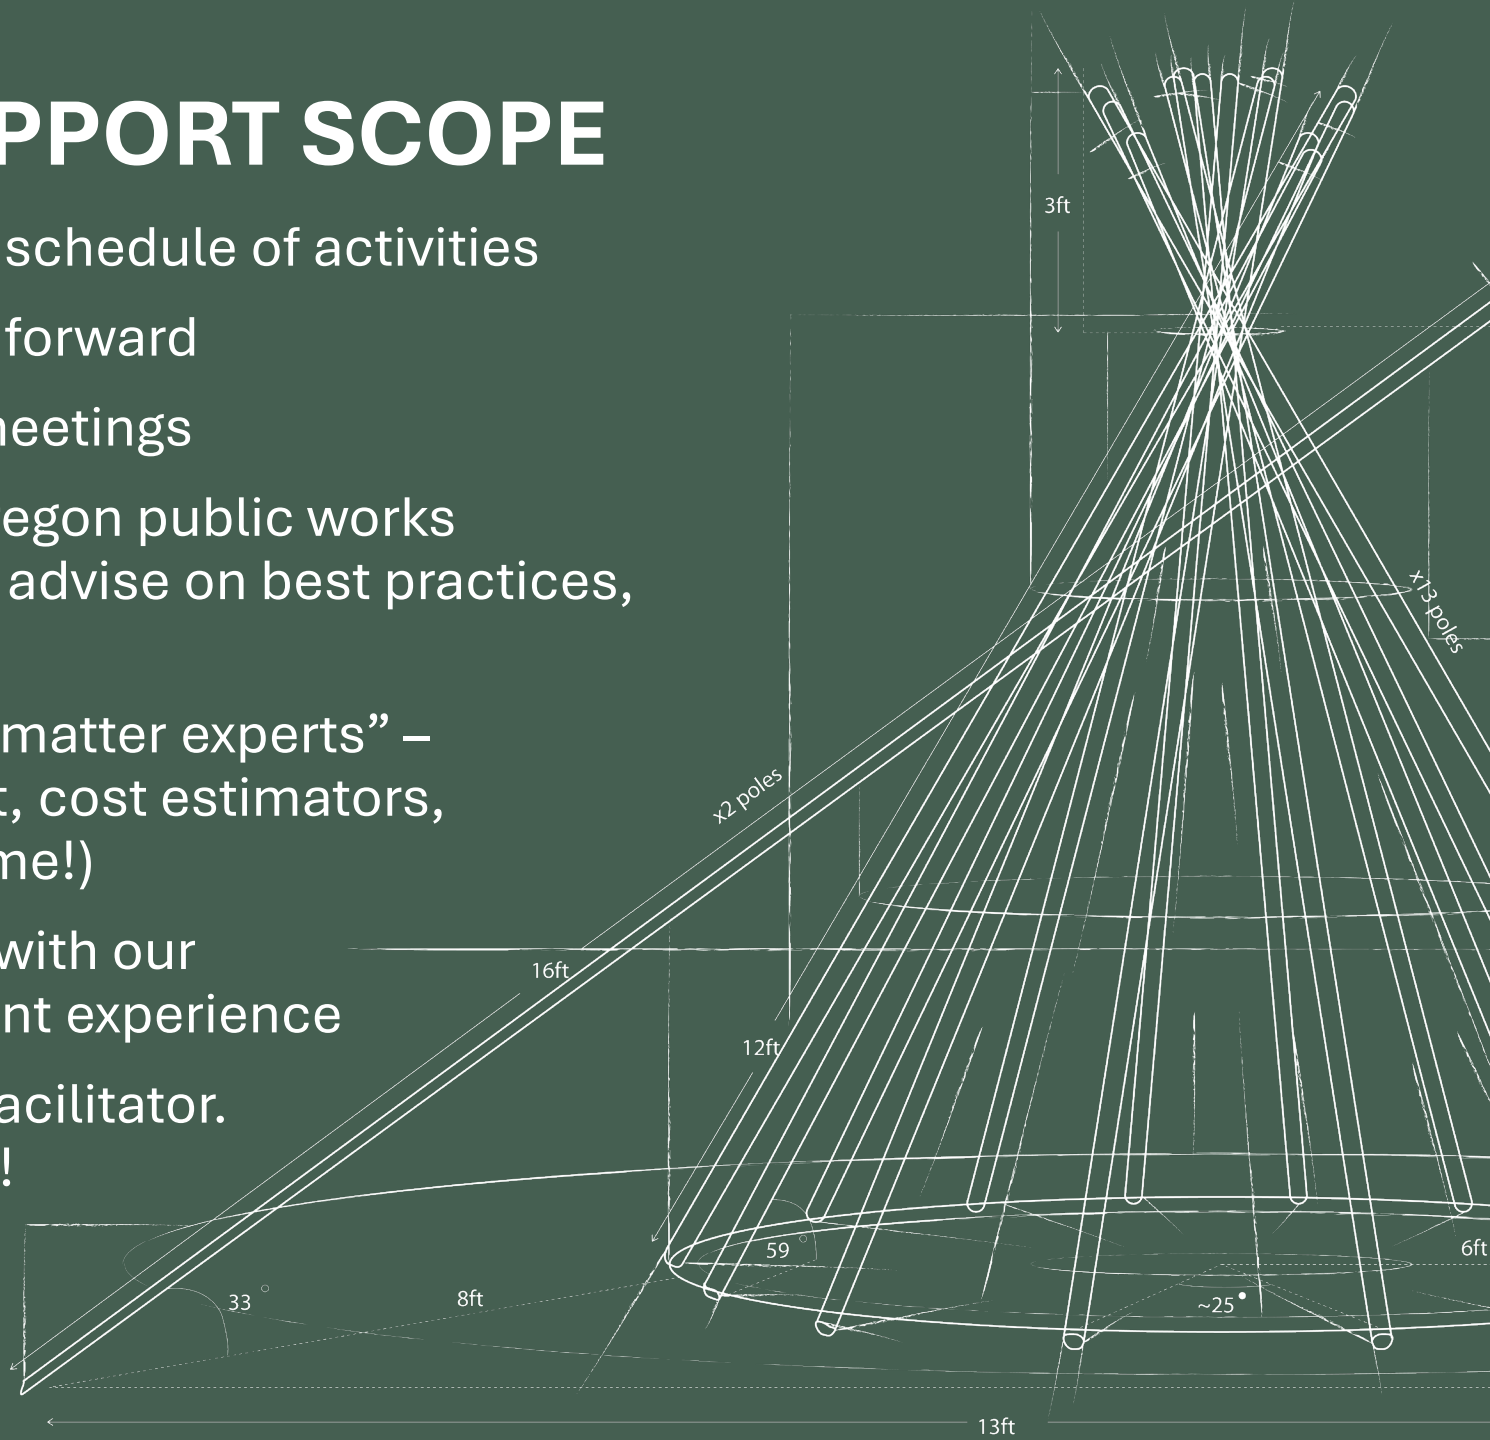 PPORT SCOPE
schedule of activities
forward
eetings
egon public works
advise on best practices,
matter experts” –
t, cost estimators,
me!)
with our
nt experience
acilitator.
!
3ft
x13 poles
x2 poles
16ft
12ft
59°
6ft
33°
8ft
~25°
13ft